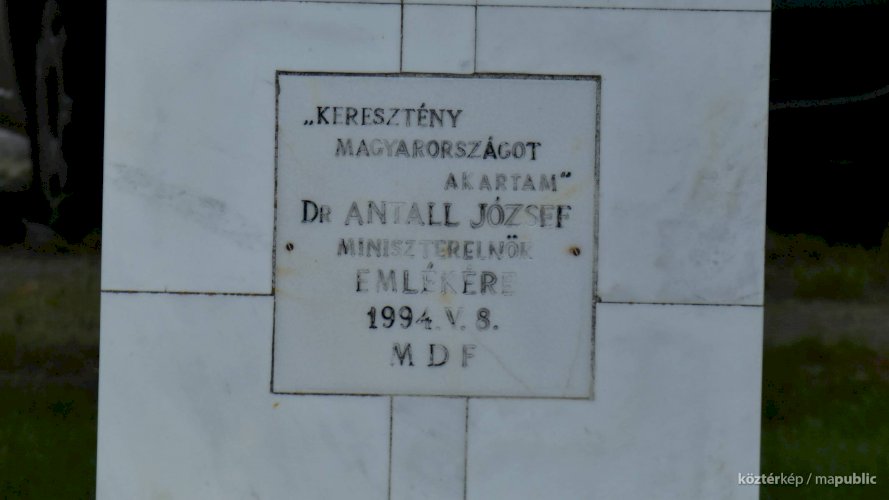 „KERESZTÉNY
MAGYARORSZÁGOT
AKARTAM"
DR ANTALL JÓZSEF
MINISZTERELNÖK
EMLÉKÉRE
1994.V.8.
MDF
köztérkép / mapublic